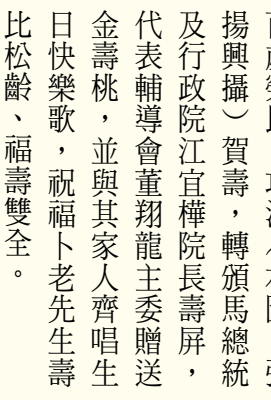 揚興攝）賀壽，轉頒馬總統
及行政院江宜樺院長壽屏，
代表輔導會董翔龍主委贈送
金壽桃，並與其家人齊唱生
日快樂歌，祝福卜老先生壽
比松齡、福壽雙全。